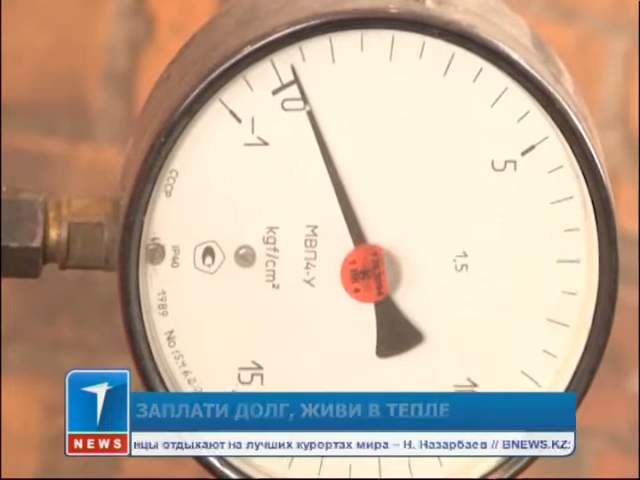 0
-1
5
СССР
МВП4-У
kgf/cm²
1,5
IP40
1989
15
ЗАПЛАТИ ДОЛГ, ЖИВИ В ТЕПЛЕ
NEWS
нцы отдыхают на лучших курортах мира – Н. Назарбаев // BNEWS.KZ: